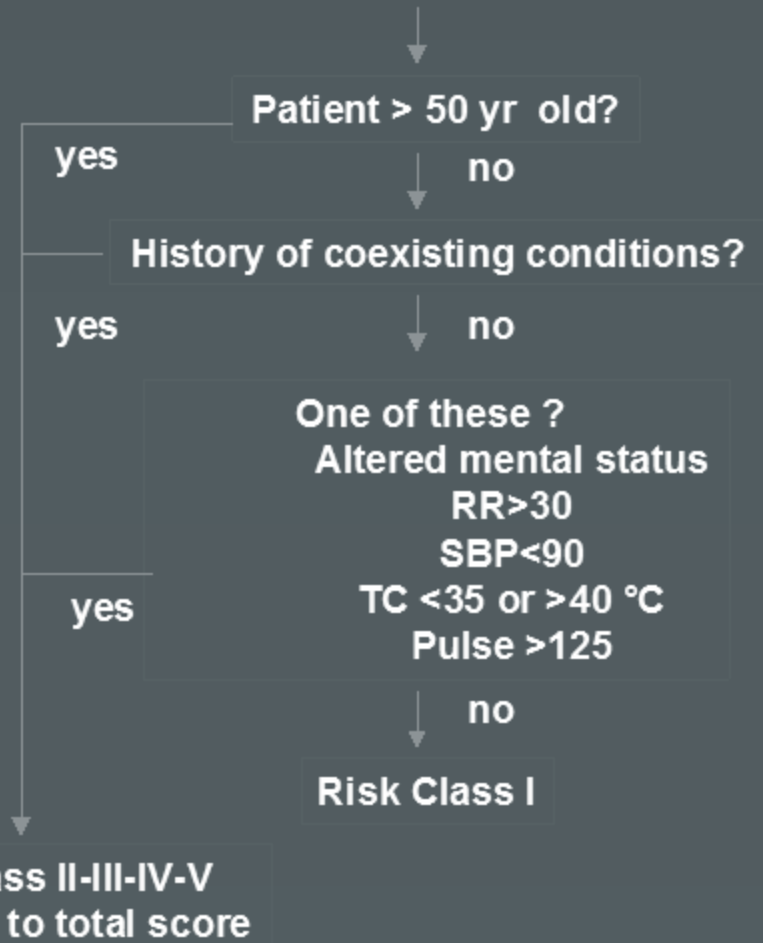 Patient > 50 yr old?
yes
no
History of coexisting conditions?
yes
no
One of these ?
Altered mental status
RR>30
SBP<90
TC <35 or >40 °C
Pulse >125
yes
no
Risk Class I
II-III-IV-V
to total score